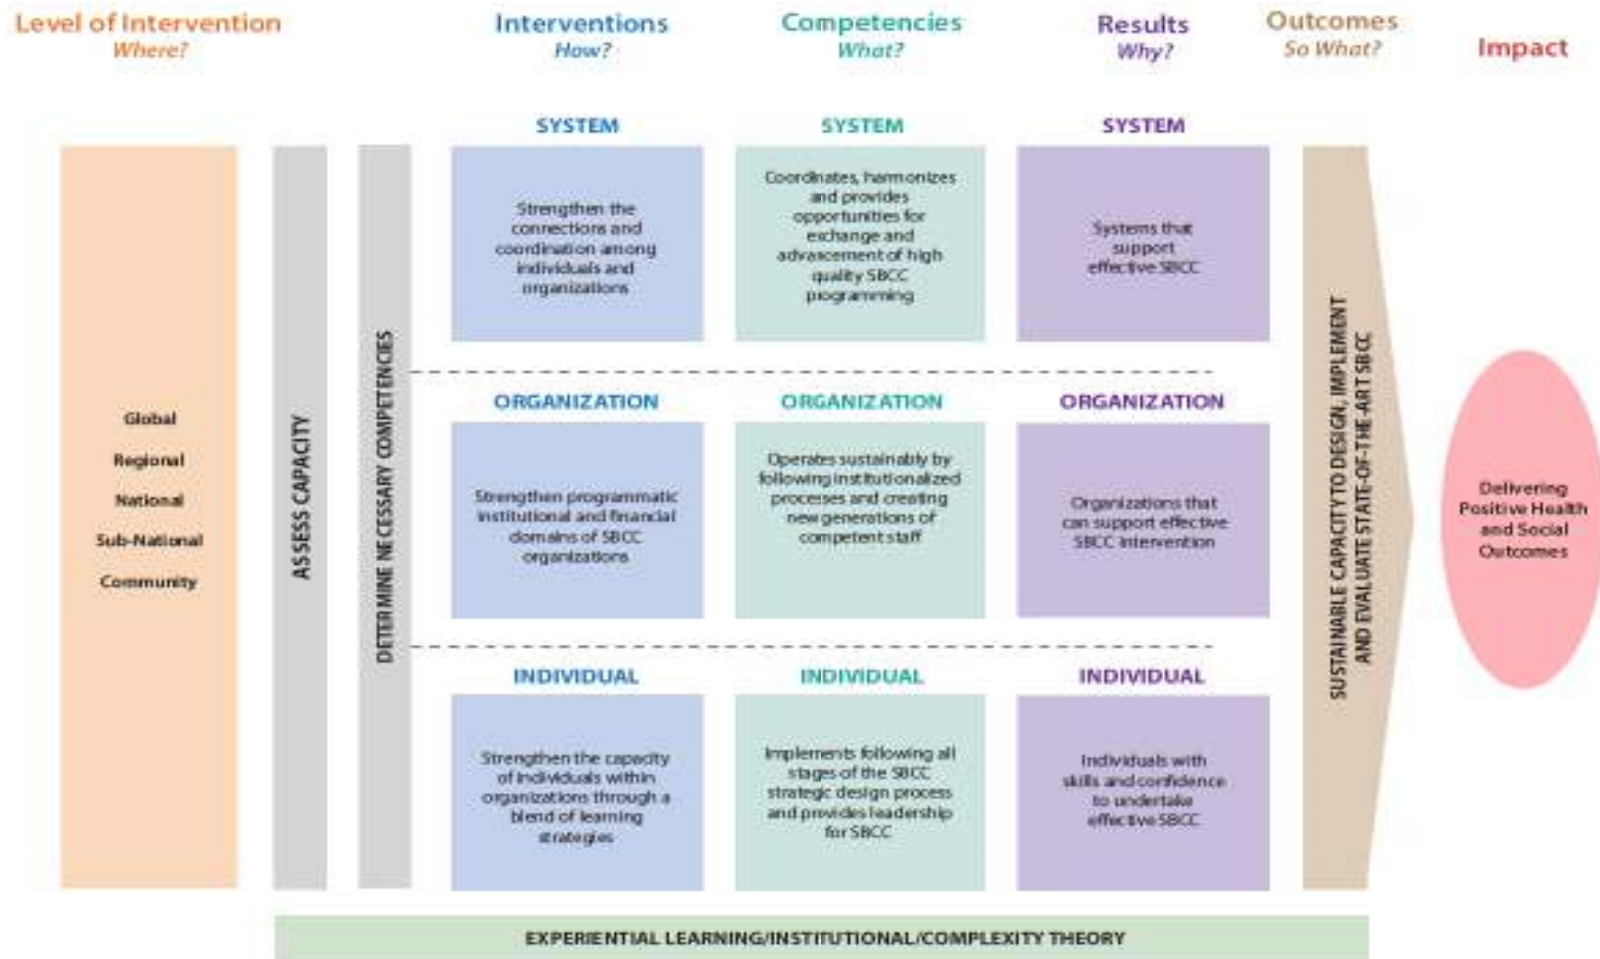 Level of Intervention
Where?
Interventions
How?
Competencies
What?
Results
Why?
Outcomes
So What?
Impact
Global
Regional
National
Sub-National
Community
ASSESS CAPACITY
DETERMINE NECESSARY COMPETENCIES
SYSTEM
Strengthen the
connections and
coordination among
individuals and
organizations
SYSTEM
Coordinates, harmonizes
and provides
opportunities for
exchange and
advancement of high
quality SBCC
programming
SYSTEM
Systems that
support
effective SBCC
ORGANIZATION
Strengthen programmatic
institutional and financial
domains of SBCC
organizations
ORGANIZATION
Operates sustainably by
following institutionalized
processes and creating
new generations of
competent staff
ORGANIZATION
Organizations that
can support effective
SBCC intervention
INDIVIDUAL
Strengthen the capacity
of individuals within
organizations through a
blend of learning
strategies
INDIVIDUAL
Implements following all
stages of the SBCC
strategic design process
and provides leadership
for SBCC
INDIVIDUAL
Individuals with
skills and confidence
to undertake
effective SBCC
SUSTAINABLE CAPACITY TO DESIGN, IMPLEMENT
AND EVALUATE STATE-OF-THE-ART SBCC
Delivering
Positive Health
and Social
Outcomes
EXPERIENTIAL LEARNING/INSTITUTIONAL/COMPLEXITY THEORY